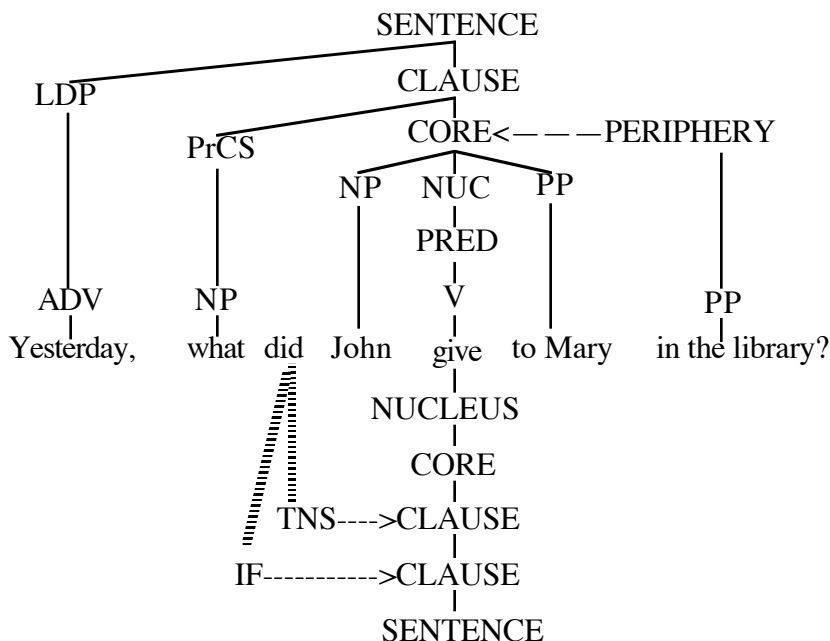 SENTENCE
LDP CLAUSE
PrCS CORE<— — —PERIPHERY
NP NUC PP
PRED
ADV NP V PP
Yesterday, what did John give to Mary in the library?
NUCLEUS
CORE
TNS---->CLAUSE
IF----------->CLAUSE
SENTENCE